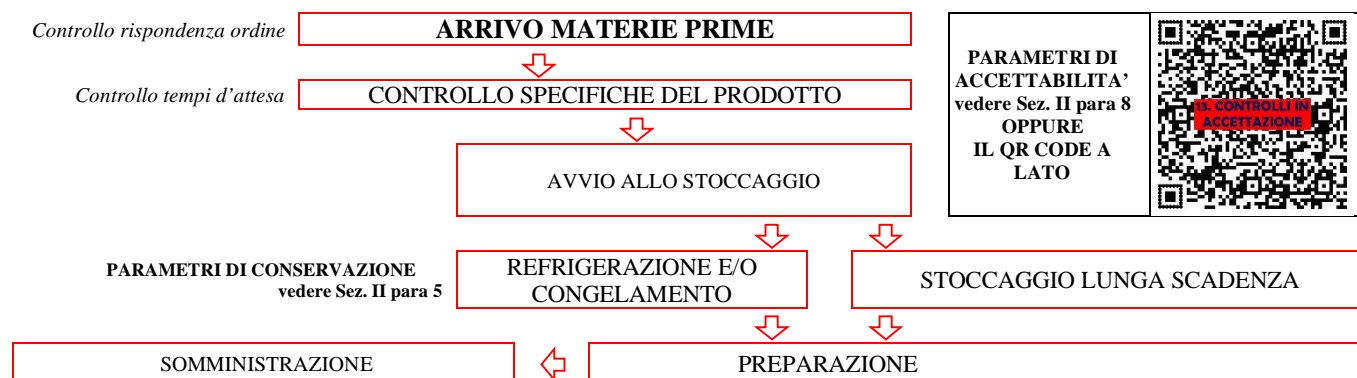 Controllo rispondenza ordine
ARRIVO MATERIE PRIME
Controllo tempi d'attesa
CONTROLLO SPECIFICHE DEL PRODOTTO
PARAMETRI DI
ACCETTABILITA’
vedere Sez. II para 8
OPPURE
IL QR CODE A
LATO
13. CONTROLLI IN
ACCETTAZIONE
AVVIO ALLO STOCCAGGIO
PARAMETRI DI CONSERVAZIONE
vedere Sez. II para 5
REFRIGERAZIONE E/O
CONGELAMENTO
STOCCAGGIO LUNGA SCADENZA
SOMMINISTRAZIONE
PREPARAZIONE